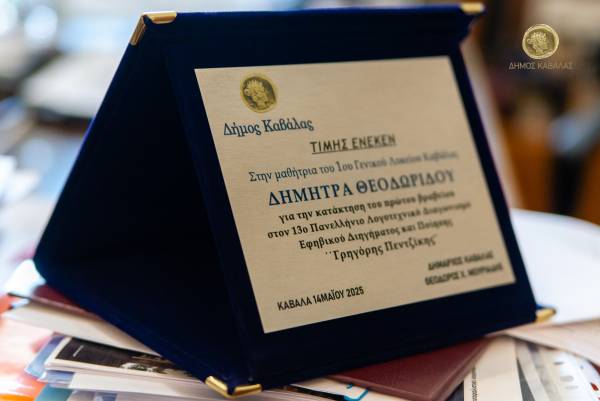 ΔΗΜΟΣ ΚΑΒΑΛΑΣ
Δήμος Καβάλας
ΤΙΜΗΣ ΕΝΕΚΕΝ
Στην μαθήτρια του 1ου Γενικού Λυκείου Καβάλας
ΔΗΜΗΤΡΑ ΘΕΟΔΩΡΙΔΟΥ
για την κατάκτηση του πρώτου βραβείου
στον 13ο Πανελλήνιο Λογοτεχνικό Διαγωνισμό
Εφηβικού Διηγήματος και Ποίησης
΄΄Γρηγόρης Πεντζίκης΄΄
ΔΗΜΑΡΧΟΣ ΚΑΒΑΛΑΣ
ΘΕΟΔΩΡΟΣ Χ. ΜΟΥΡΙΑΔΗΣ
ΚΑΒΑΛΑ 14ΜΑΪΟΥ 2025